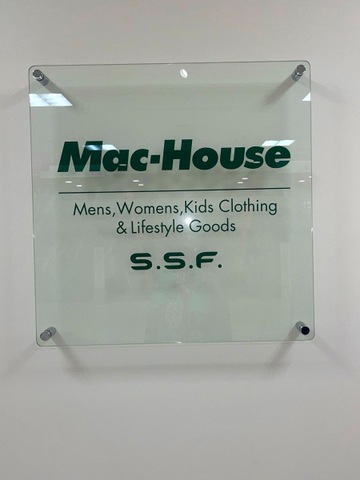 Mac-House
Mens,Womens,Kids Clothing
& Lifestyle Goods
S.S.F.